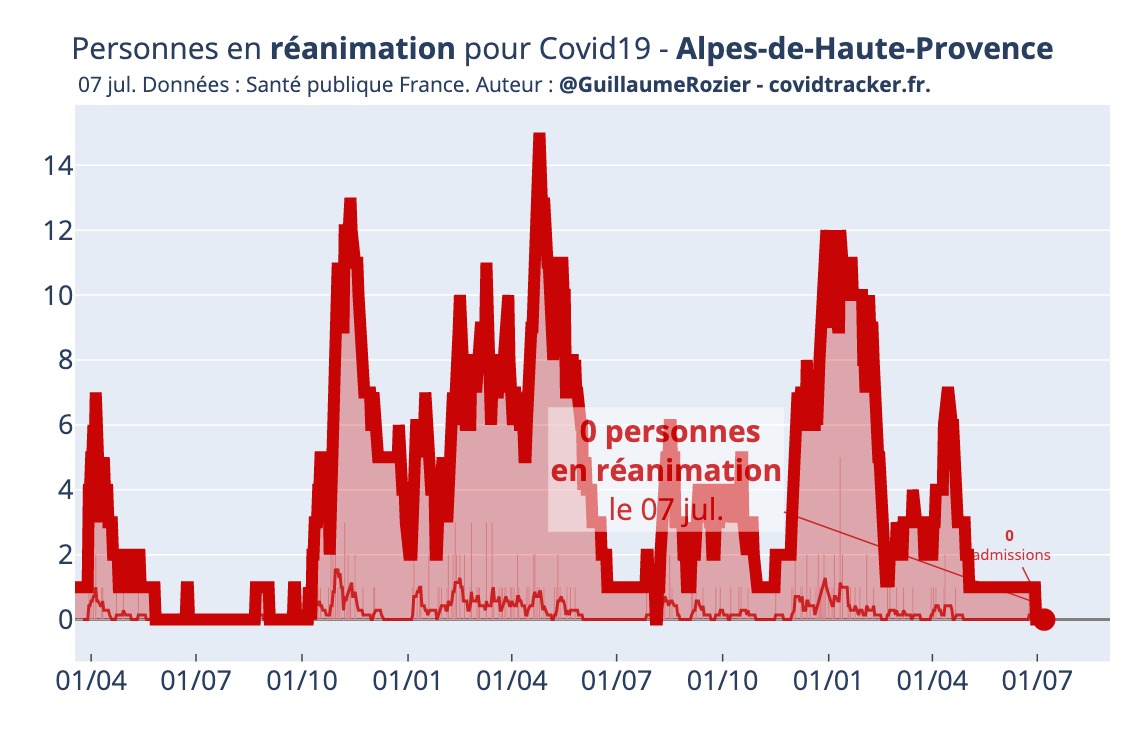 Personnes en réanimation pour Covid19 - Alpes-de-Haute-Provence
07 jul. Données : Santé publique France. Auteur : @GuillaumeRozier - covidtracker.fr.
14
12
10
8
6
4
2
0
0 personnes
en réanimation
le 07 jul.
0
admissions
01/04 01/07 01/10 01/01 01/04 01/07 01/10 01/01 01/04 01/07